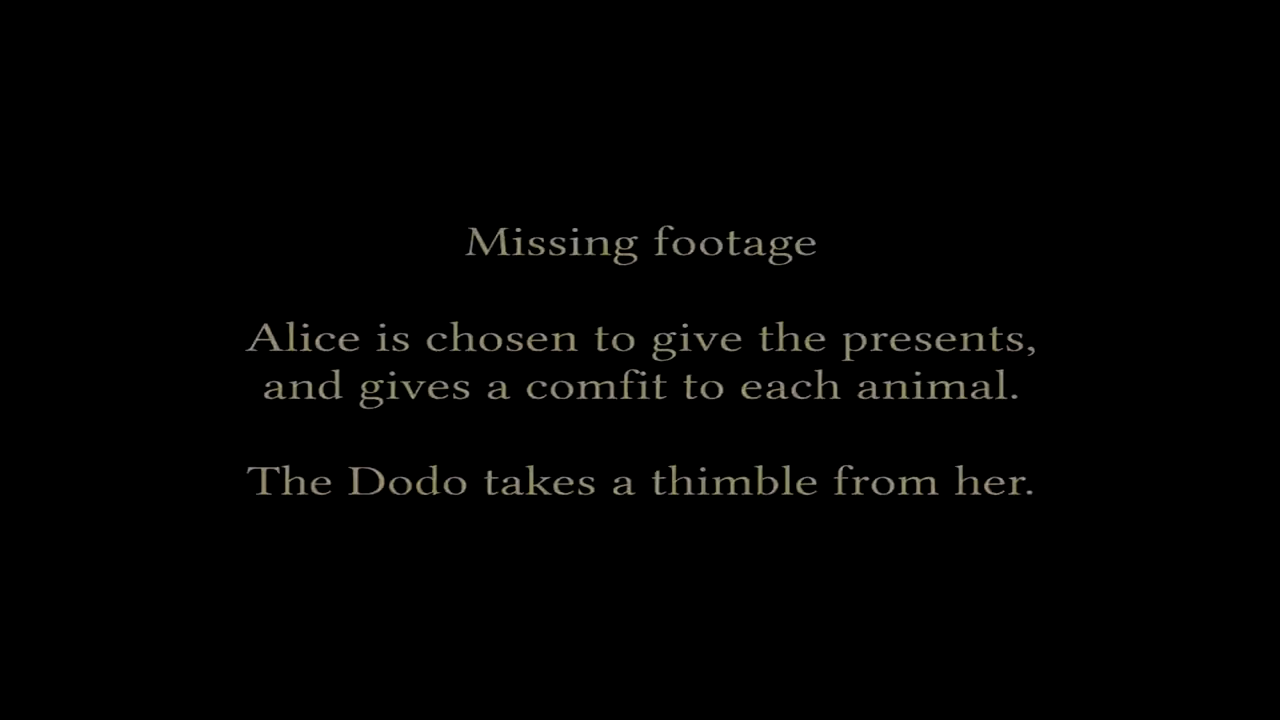 Missing footage
Alice is chosen to give the presents,
and gives a comfit to each animal.
The Dodo takes a thimble from her.